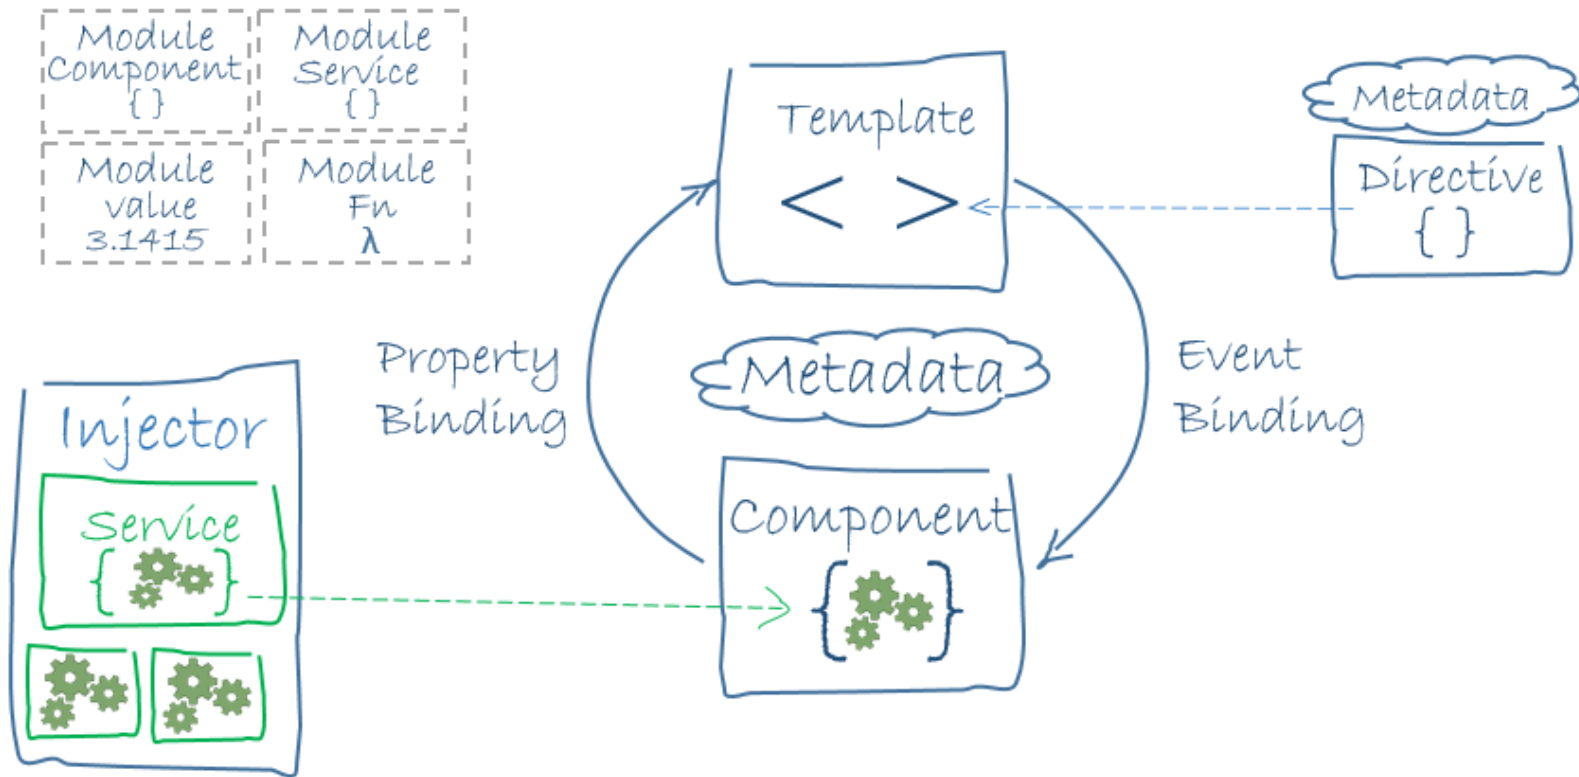 Module
Component
{ }
Module
Service
{ }
Module
value
3.1415
Module
Fn
λ
Template
< >
Metadata
Directive
{ }
Property
Binding
Metadata
Event
Binding
Injector
Service
{ }
Component
{ }